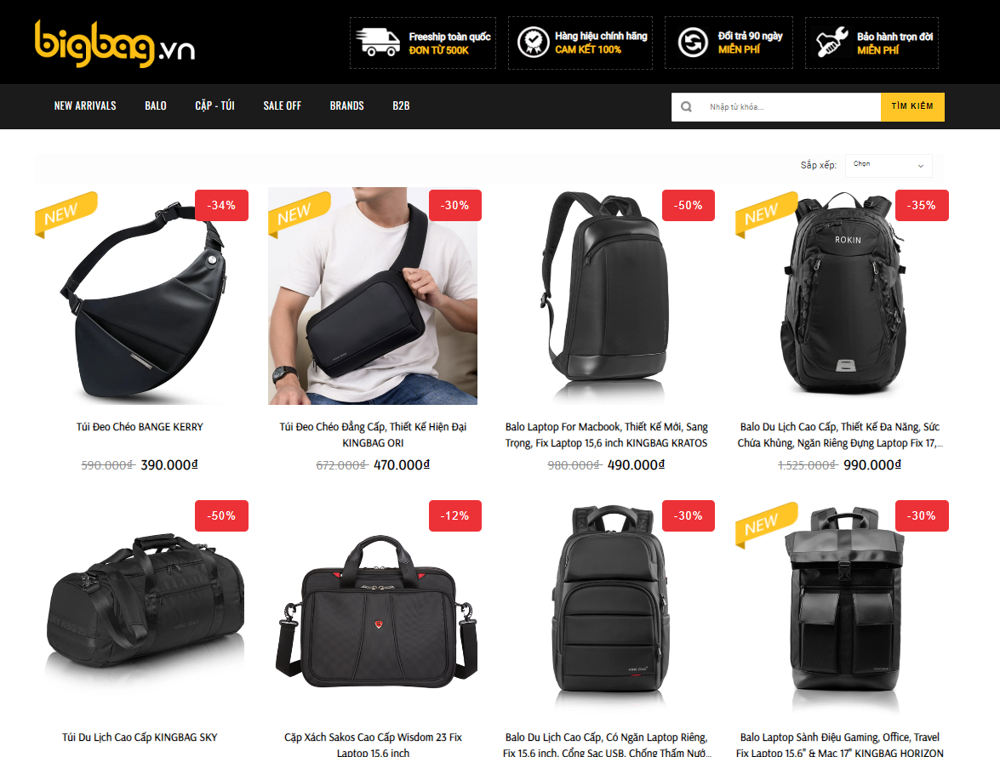 bigbag.vn
Freeship toàn quốc
ĐƠN TỪ 500K
Hàng hiệu chính hãng
CAM KẾT 100%
Đổi trả 90 ngày
MIỄN PHÍ
Bảo hành trọn đời
MIỄN PHÍ
NEW ARRIVALS BALO CẶP - TÚI SALE OFF BRANDS B2B
Nhập từ khóa...
TÌM KIẾM
Sắp xếp: Chọn
NEW
-34%
NEW
-30%
-50%
NEW
-35%
ROKIN
Túi Đeo Chéo BANGE KERRY
590.000₫ 390.000₫
Túi Đeo Chéo Đẳng Cấp, Thiết Kế Hiện Đại
KINGBAG ORI
672.000₫ 470.000₫
Balo Laptop For Macbook, Thiết Kế Mới, Sang
Trọng, Fix Laptop 15,6 inch KINGBAG KRATOS
980.000₫ 490.000₫
Balo Du Lịch Cao Cấp, Thiết Kế Đa Năng, Sức
Chứa Khủng, Ngăn Riêng Đựng Laptop Fix 17,...
1.525.000₫ 990.000₫
-50%
-12%
-30%
NEW
-30%
Túi Du Lịch Cao Cấp KINGBAG SKY
Cặp Xách Sakos Cao Cấp Wisdom 23 Fix
Laptop 15.6 inch
Balo Du Lịch Cao Cấp, Có Ngăn Laptop Riêng,
Fix 15.6 inch, Cổng Sạc USB, Chống Thấm Nướ...
Balo Laptop Sành Điệu Gaming, Office, Travel
Fix Laptop 15.6" & Mac 17" KINGBAG HORIZON